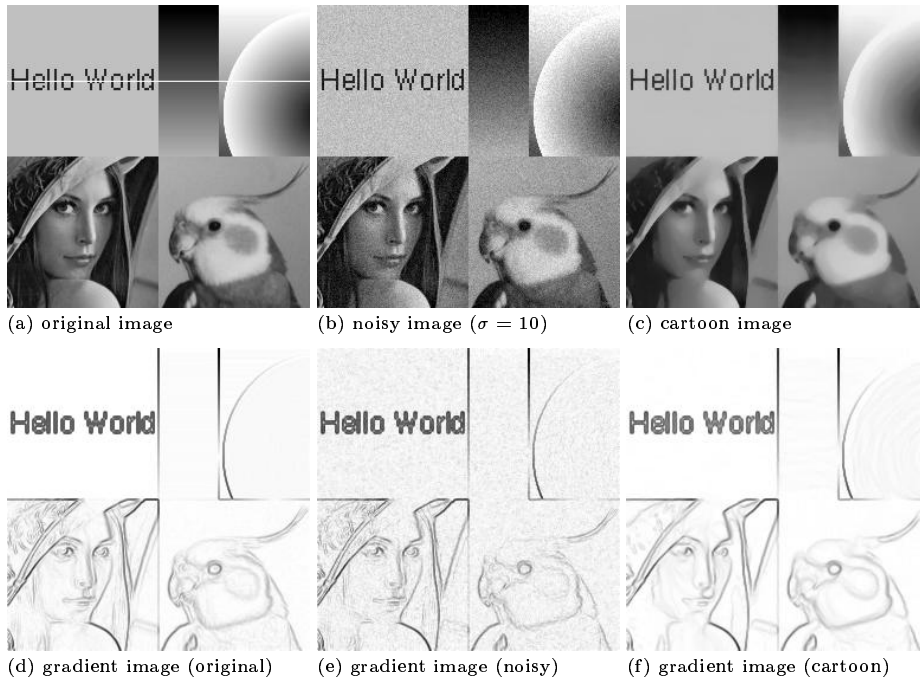 Hello World Hello World Hello World
(a) original image (b) noisy image (σ = 10) (c) cartoon image
Hello World Hello World Hello World
(d) gradient image (original) (e) gradient image (noisy) (f) gradient image (cartoon)